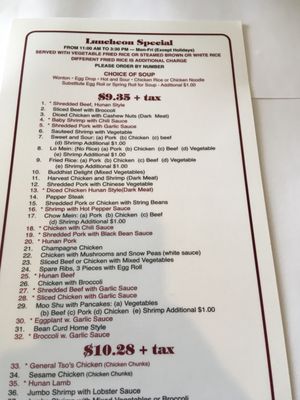 Luncheon Special
FROM 11:00 AM TO 3:30 PM — Mon-Fri (Except Holidays)
SERVED WITH VEGETABLE FRIED RICE OR STEAMED BROWN OR WHITE RICE
DIFFERENT FRIED RICE IS ADDITIONAL CHARGE
PLEASE ORDER BY NUMBER
CHOICE OF SOUP
Wonton • Egg Drop • Hot and Sour • Chicken Rice or Chicken Noodle
Substitute Egg Roll or Spring Roll for Soup - Additional $1.00
$9.35 + tax
1. * Shredded Beef, Hunan Style
2. Sliced Beef with Broccoli
3. Diced Chicken with Cashew Nuts (Dark Meat)
4. * Baby Shrimp with Chili Sauce
5. * Shredded Pork with Garlic Sauce
6. Sauteed Shrimp with Vegetable
7. Sweet and Sour: (a) Pork (b) Chicken (c) beef
(d) Shrimp Additional $1.00
8. Lo Mein: (No Rice) (a) Pork (b) Chicken (c) Beef (d) Vegetable
(e) Shrimp Additional $1.00
9. Fried Rice: (a) Pork (b) Chicken (c) Beef (d) Vegetable
(e) Shrimp Additional $1.00
10. Buddhist Delight (Mixed Vegetables)
11. Harvest Chicken and Shrimp (Dark Meat)
12. Shredded Pork with Chinese Vegetable
13. * Diced Chicken Hunan Style(Dark Meat)
14. Pepper Steak
15. Shredded Pork or Chicken with String Beans
16. * Shrimp with Hot Pepper Sauce
17. Chow Mein: (a) Pork (b) Chicken (c) Beef
(d) Shrimp Additional $1.00
18. * Chicken with Chili Sauce
19. * Shredded Pork with Black Bean Sauce
20. * Hunan Pork
21. Champagne Chicken
22. Chicken with Mushrooms and Snow Peas (white sauce)
23. Sliced Beef or Chicken with Mixed Vegetables
24. Spare Ribs, 3 Pieces with Egg Roll
25. * Hunan Beef
26. Chicken with Broccoli
27. * Shredded Beef with Garlic Sauce
28. * Sliced Chicken with Garlic Sauce
29. Moo Shu with Pancakes: (a) Vegetables
(b) Beef (c) Pork (d) Chicken (e) Shrimp Additional $1.00
30. * Eggplant w. Garlic Sauce
31. Bean Curd Home Style
32. * Broccoli w. Garlic Sauce
$10.28 + tax
33. * General Tso's Chicken (Chicken Chunks)
34. Sesame Chicken (Chicken Chunks)
35. * Hunan Lamb
36. Jumbo Shrimp with Lobster Sauce
Jumbo Shrimp with Mixed Vegetables or Broccoli